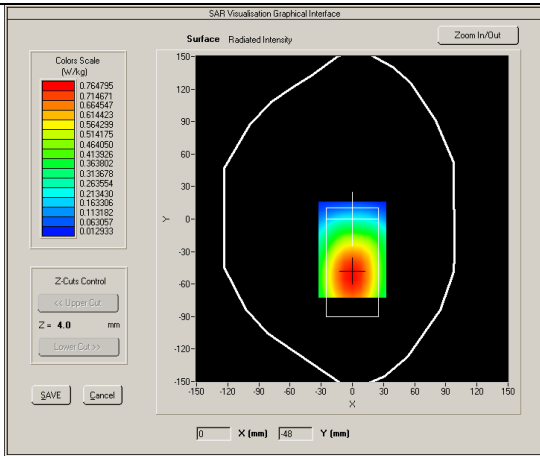 SAR Visualisation Graphical Interface
Surface Radiated Intensity
Zoom In/Out
Colors Scale
(W/kg)
0.764795
0.714671
0.664547
0.614423
0.564299
0.514175
0.464050
0.413926
0.363802
0.313678
0.263554
0.213430
0.163306
0.113182
0.063057
0.012933
Z-Cuts Control
<< Upper Cut
Z = 4.0 mm
Lower Cut >>
SAVE
Cancel
150
120
90
60
30
0
-30
-60
-90
-120
-150
Y
-150 -120 -90 -60 -30 0 30 60 90 120 150
X
0 X (mm) -48 Y (mm)